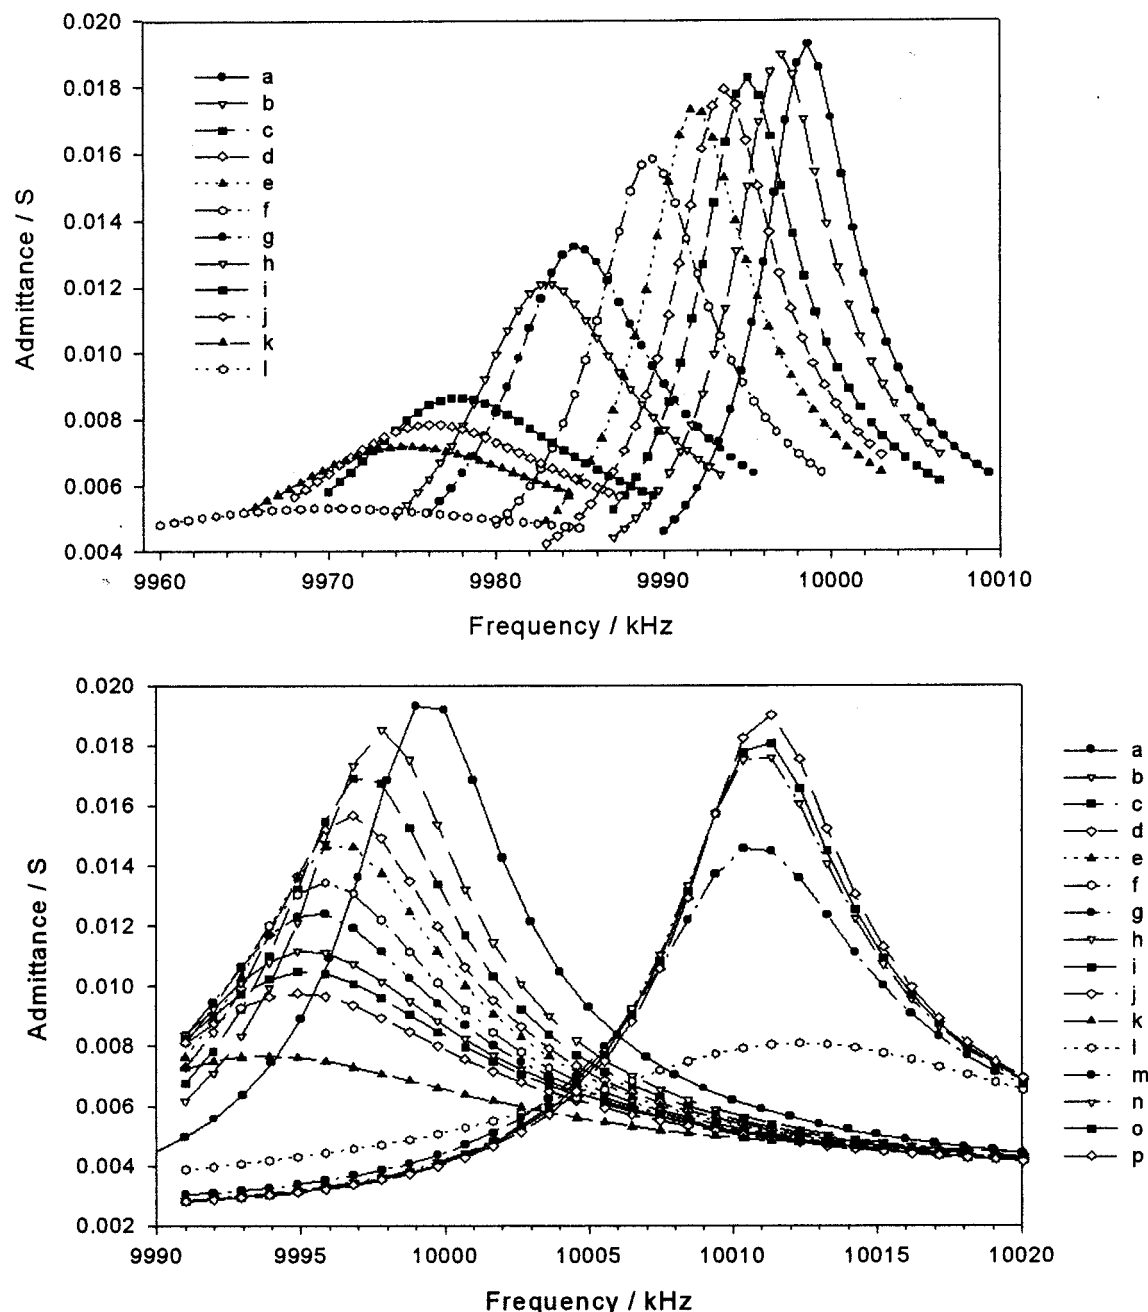 0.020
0.018
0.016
0.014
0.012
0.010
0.008
0.006
0.004
Admittance / S
a
b
c
d
e
f
g
h
i
j
k
l
9960 9970 9980 9990 10000 10010
Frequency / kHz
0.020
0.018
0.016
0.014
0.012
0.010
0.008
0.006
0.004
0.002
Admittance / S
9990 9995 10000 10005 10010 10015 10020
Frequency / kHz
a
b
c
d
e
f
g
h
i
j
k
l
m
n
o
p